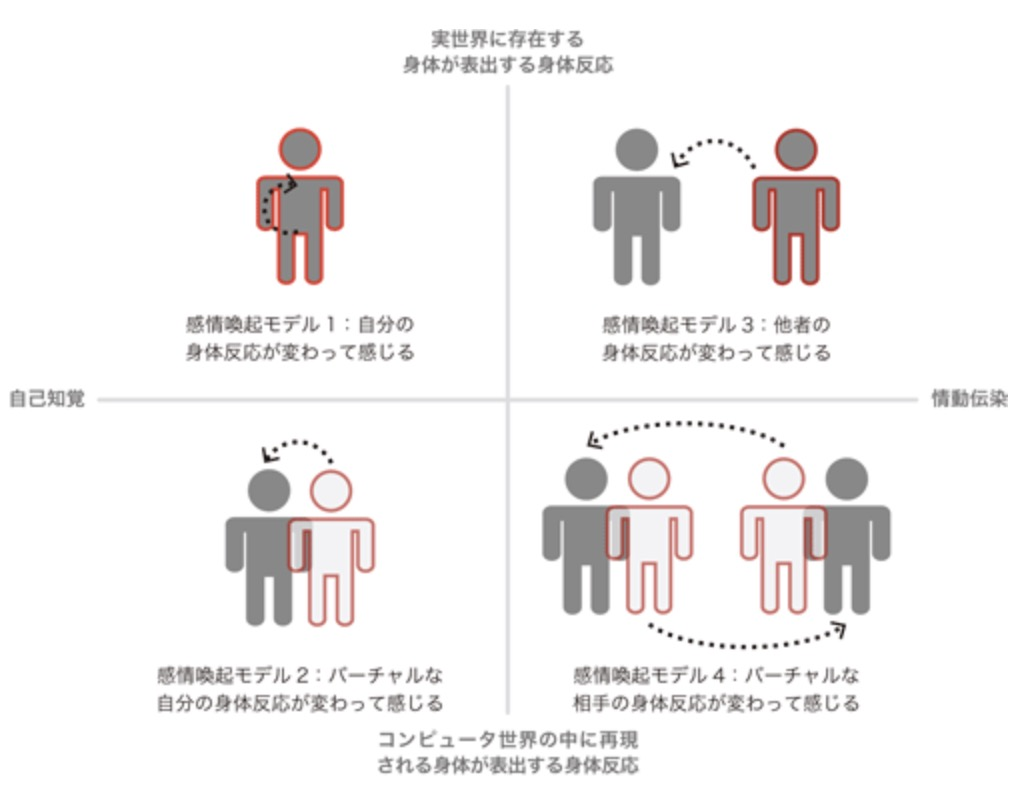 実世界に存在する
身体が表出する身体反応
感情喚起モデル1：自分の
身体反応が変わって感じる
感情喚起モデル3：他者の
身体反応が変わって感じる
自己知覚
情動伝染
感情喚起モデル2：バーチャルな
自分の身体反応が変わって感じる
感情喚起モデル4：バーチャルな
相手の身体反応が変わって感じる
コンピュータ世界の中に再現
される身体が表出する身体反応